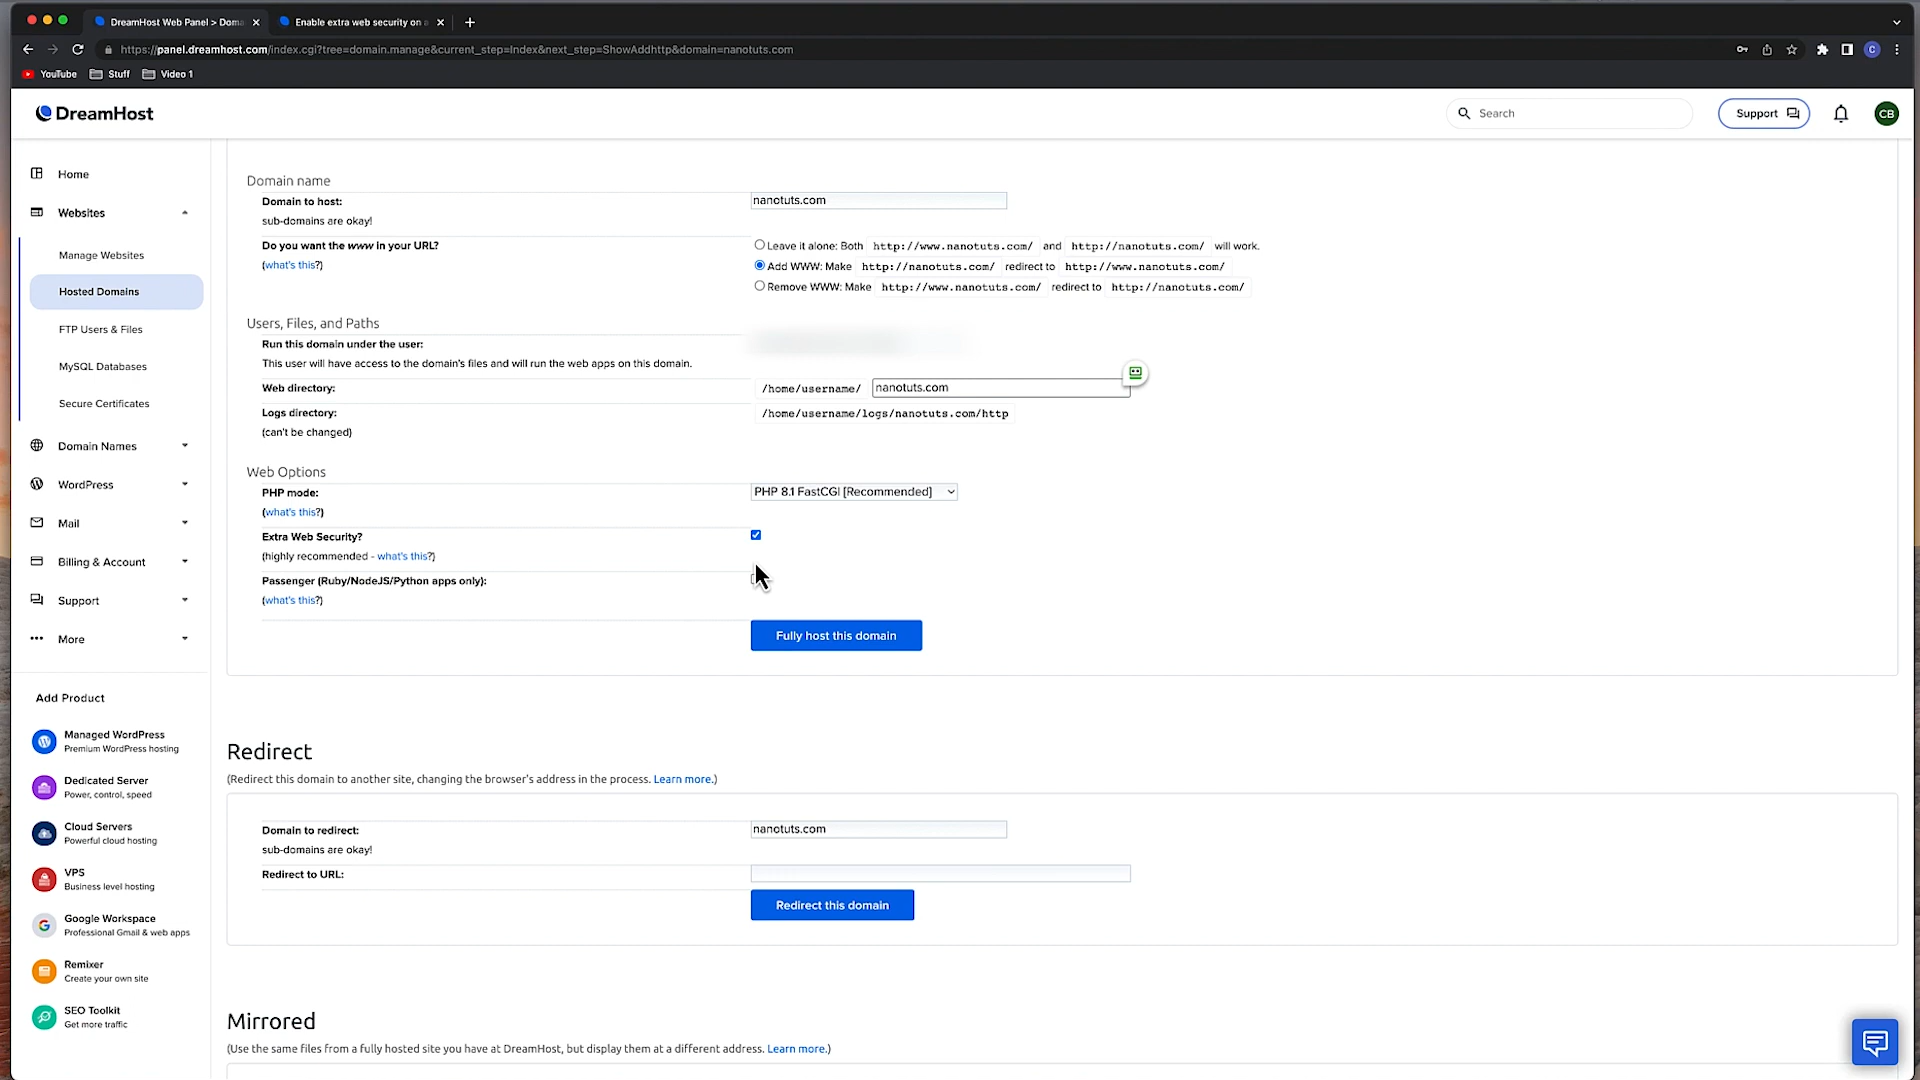 DreamHost Web Panel > Doma
Enable extra web security on a
https://panel.dreamhost.com/index.cgi?tree=domain.manage&current_step=Index&next_step=ShowAddhttp&domain=nanotuts.com
C
YouTube Stuff Video 1
DreamHost
Search
Support
CB
Home
Websites
Manage Websites
Hosted Domains
FTP Users & Files
MySQL Databases
Secure Certificates
Domain Names
WordPress
Mail
Billing & Account
Support
More
Add Product
Managed WordPress
Premium WordPress hosting
Dedicated Server
Power, control, speed
Cloud Servers
Powerful cloud hosting
VPS
Business level hosting
Google Workspace
Professional Gmail & web apps
Remixer
Create your own site
SEO Toolkit
Get more traffic
Domain name
Domain to host: nanotuts.com
sub-domains are okay!
Do you want the www in your URL?
(what's this?)
Leave it alone: Both http://www.nanotuts.com/ and http://nanotuts.com/ will work.
Add WWW: Make http://nanotuts.com/ redirect to http://www.nanotuts.com/
Remove WWW: Make http://www.nanotuts.com/ redirect to http://nanotuts.com/
Users, Files, and Paths
Run this domain under the user:
This user will have access to the domain's files and will run the web apps on this domain.
Web directory: /home/username/ nanotuts.com
Logs directory: /home/username/logs/nanotuts.com/http
(can't be changed)
Web Options
PHP mode: PHP 8.1 FastCGI [Recommended]
(what's this?)
Extra Web Security?
(highly recommended - what's this?)
Passenger (Ruby/NodeJS/Python apps only):
(what's this?)
Fully host this domain
Redirect
(Redirect this domain to another site, changing the browser's address in the process. Learn more.)
Domain to redirect: nanotuts.com
sub-domains are okay!
Redirect to URL:
Redirect this domain
Mirrored
(Use the same files from a fully hosted site you have at DreamHost, but display them at a different address. Learn more.)